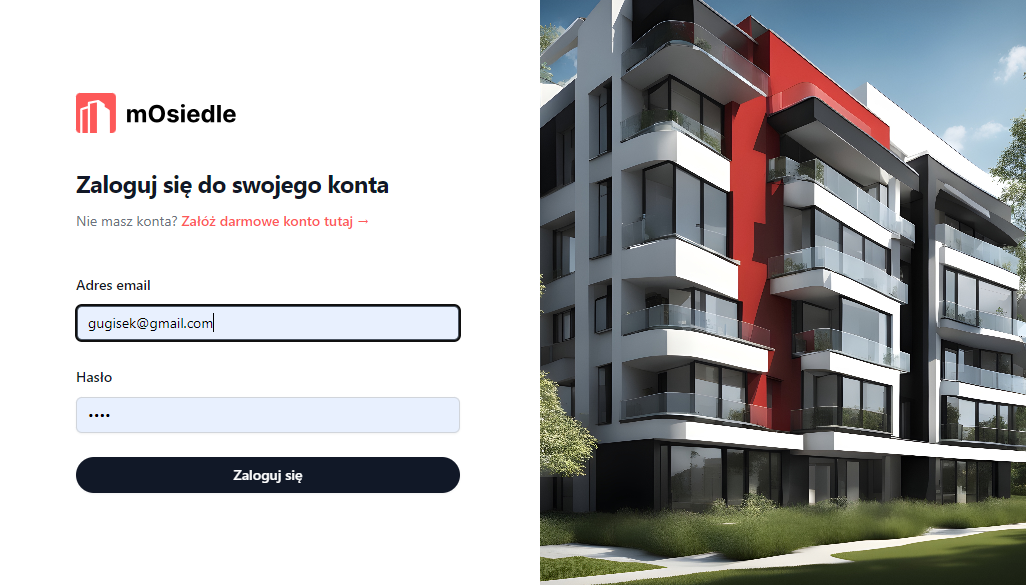 mOsiedle
Zaloguj się do swojego konta
Nie masz konta? Załóż darmowe konto tutaj →
Adres email
gugisek@gmail.com
Hasło
••••
Zaloguj się